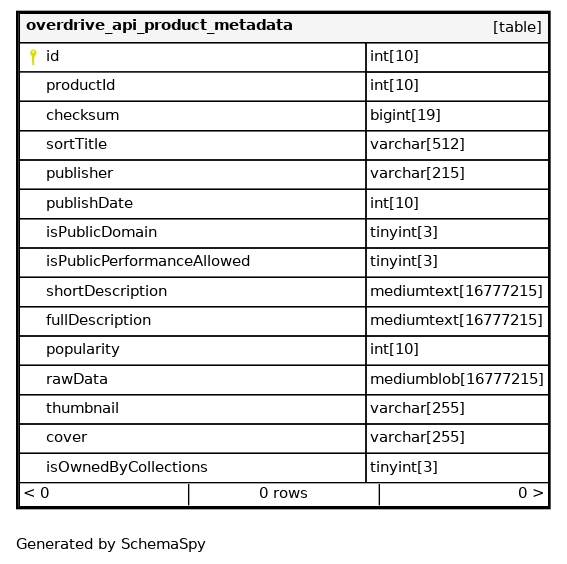 overdrive_api_product_metadata [table]
id int[10]
productId int[10]
checksum bigint[19]
sortTitle varchar[512]
publisher varchar[215]
publishDate int[10]
isPublicDomain tinyint[3]
isPublicPerformanceAllowed tinyint[3]
shortDescription mediumtext[16777215]
fullDescription mediumtext[16777215]
popularity int[10]
rawData mediumblob[16777215]
thumbnail varchar[255]
cover varchar[255]
isOwnedByCollections tinyint[3]
< 0 0 rows 0 >
Generated by SchemaSpy